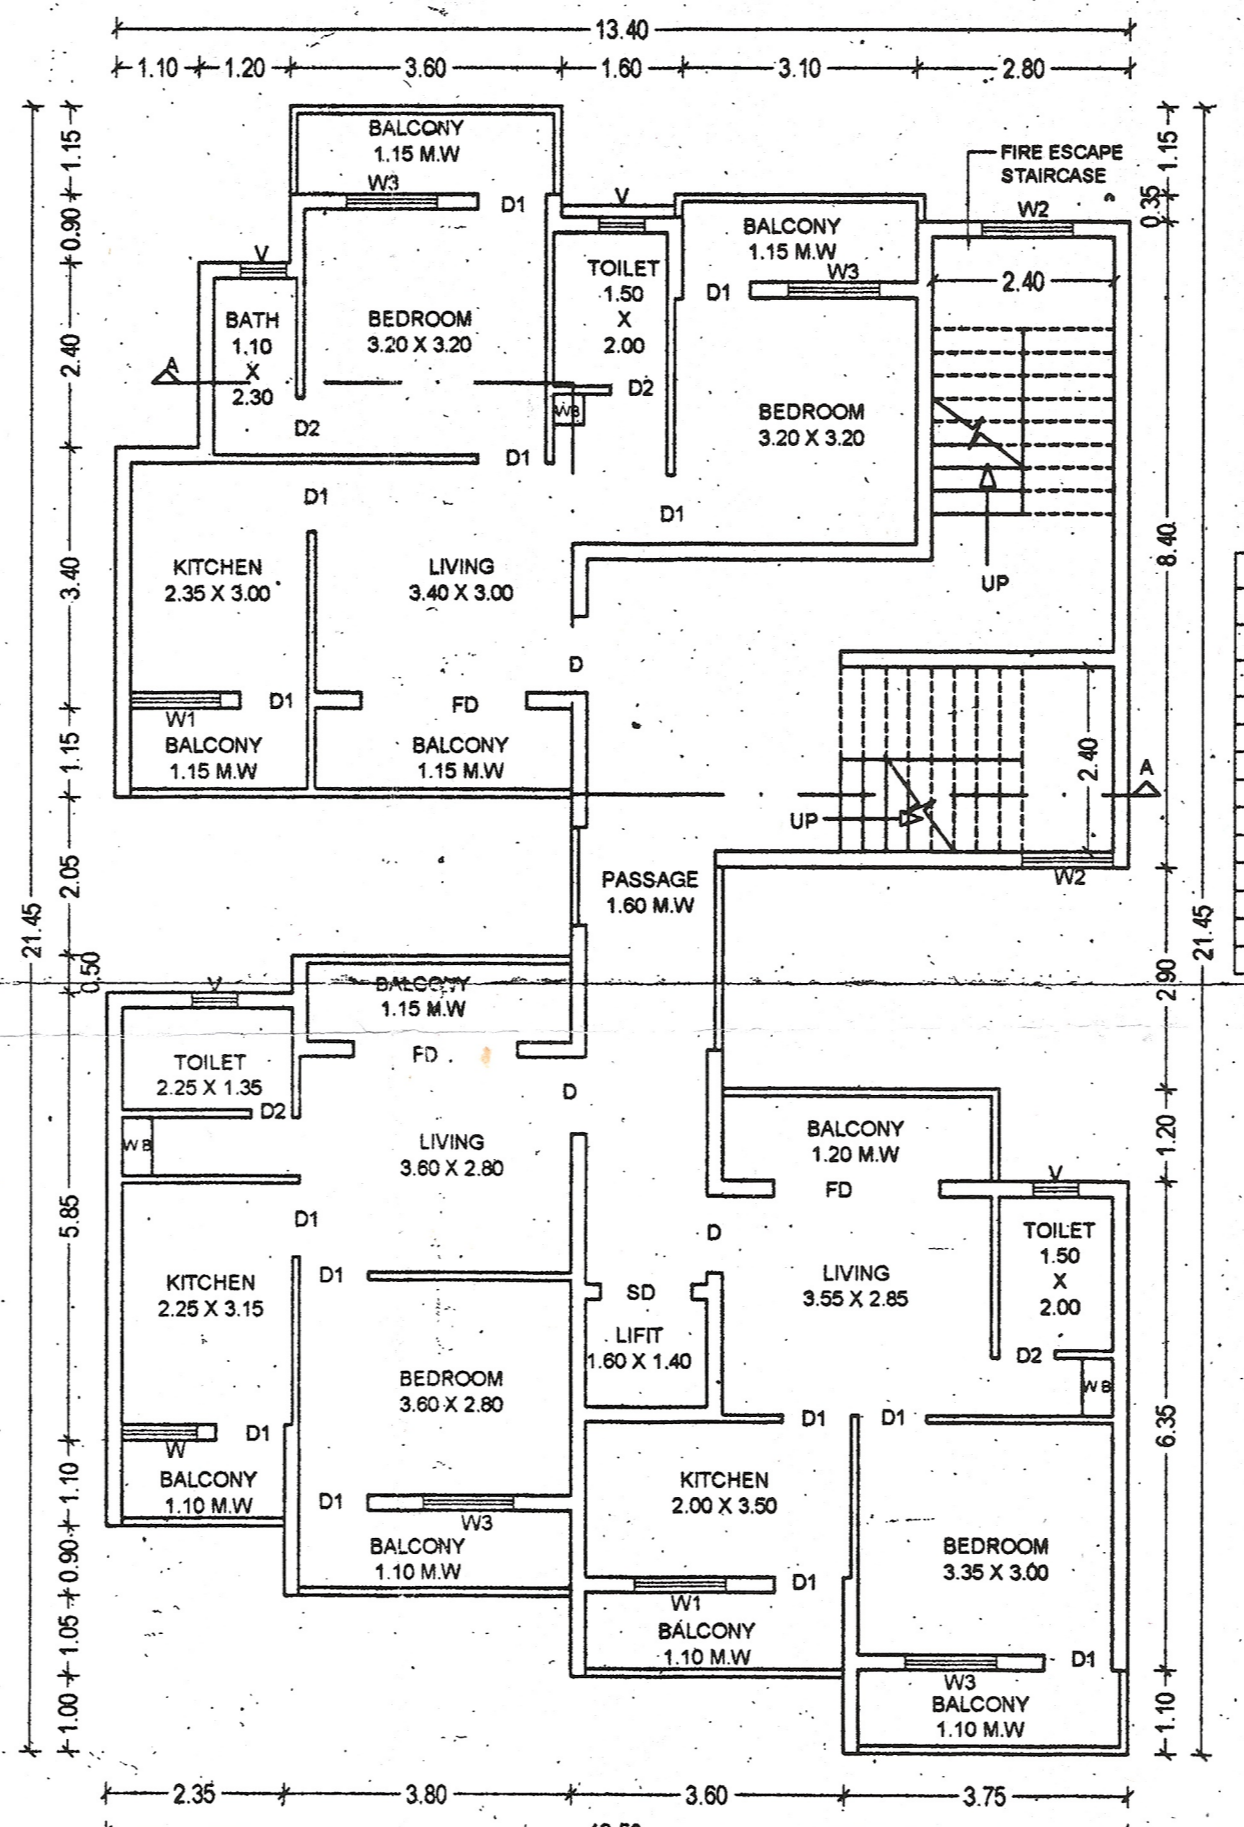 13.40
1.10 1.20 3.60 1.60 3.10 2.80
BALCONY
1.15 M.W
W3
D1
V
BALCONY
1.15 M.W
W3
D1
FIRE ESCAPE
STAIRCASE
W2
2.40
1.15
0.35
1.15
0.90
2.40
3.40
1.15
2.05
21.45
0.50
5.85
1.10
0.90
1.05
1.00
V
BATH
1.10
X
2.30
A
D2
BEDROOM
3.20 X 3.20
TOILET
1.50
X
2.00
D2
WB
D1
BEDROOM
3.20 X 3.20
D1
D1
UP
8.40
KITCHEN
2.35 X 3.00
LIVING
3.40 X 3.00
D
W1
D1
FD
BALCONY
1.15 M.W
BALCONY
1.15 M.W
2.40
A
UP
W2
PASSAGE
1.60 M.W
21.45
2.90
V
BALCONY
1.15 M.W
FD
D
TOILET
2.25 X 1.35
D2
WB
LIVING
3.60 X 2.80
BALCONY
1.20 M.W
FD
V
1.20
D1
D1
KITCHEN
2.25 X 3.15
D
SD
LIFIT
1.60 X 1.40
LIVING
3.55 X 2.85
TOILET
1.50
X
2.00
D2
WB
BEDROOM
3.60 X 2.80
D1
D1
6.35
W
D1
BALCONY
1.10 M.W
D1
W3
BALCONY
1.10 M.W
KITCHEN
2.00 X 3.50
W1
D1
BALCONY
1.10 M.W
BEDROOM
3.35 X 3.00
W3
D1
BALCONY
1.10 M.W
1.10
2.35 3.80 3.60 3.75